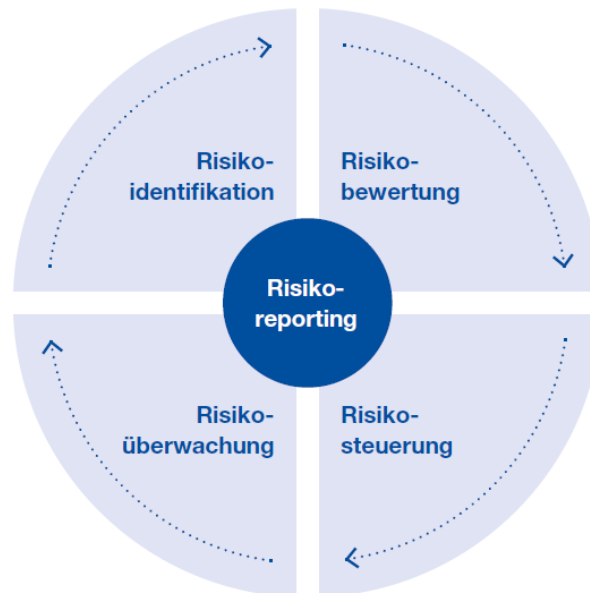 Risiko-
identifikation
Risiko-
bewertung
Risiko-
reporting
Risiko-
überwachung
Risiko-
steuerung